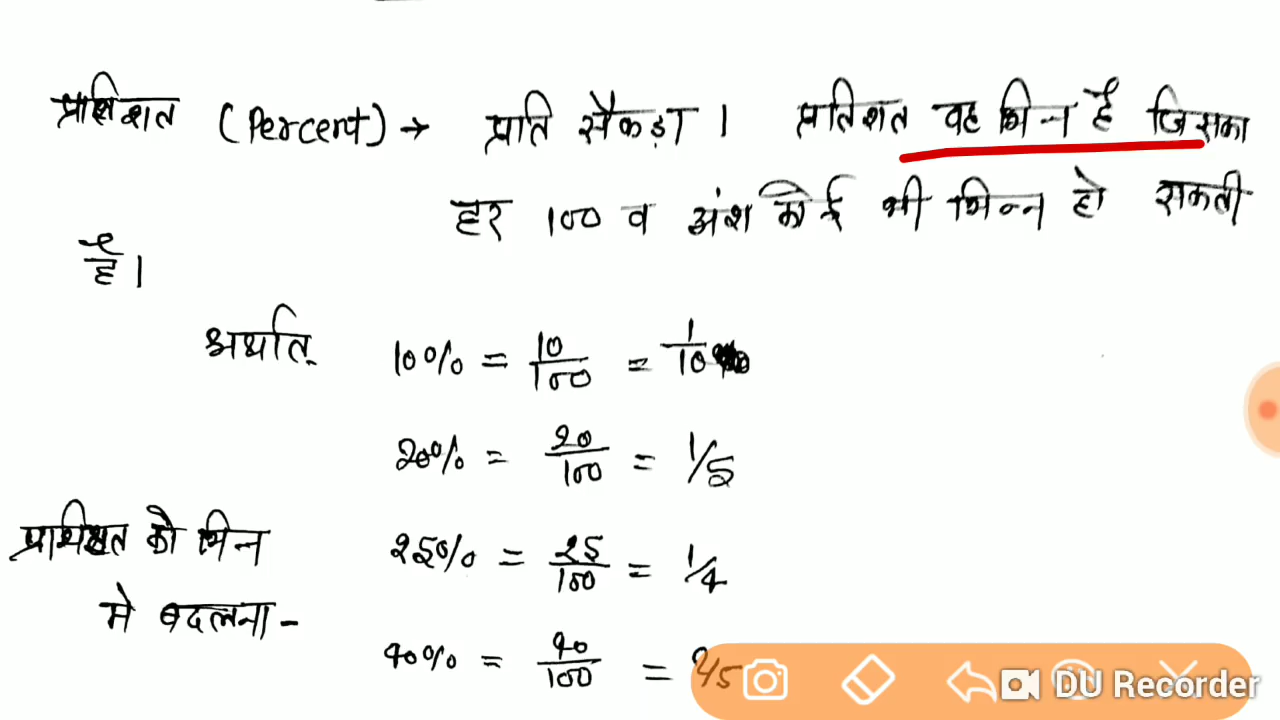 प्रतिशत (Percent) → प्रति सैकड़ा । प्रतिशत वह भिन है जिसका
हर 100 व अंश कोई भी भिन्न हो सकती
है।
अर्थात् 10% = 10/100 = 1/10
20% = 20/100 = 1/5
25% = 25/100 = 1/4
प्रतिशत को भिन
मे बदलना -
40% = 40/100 = 2/5
DU Recorder